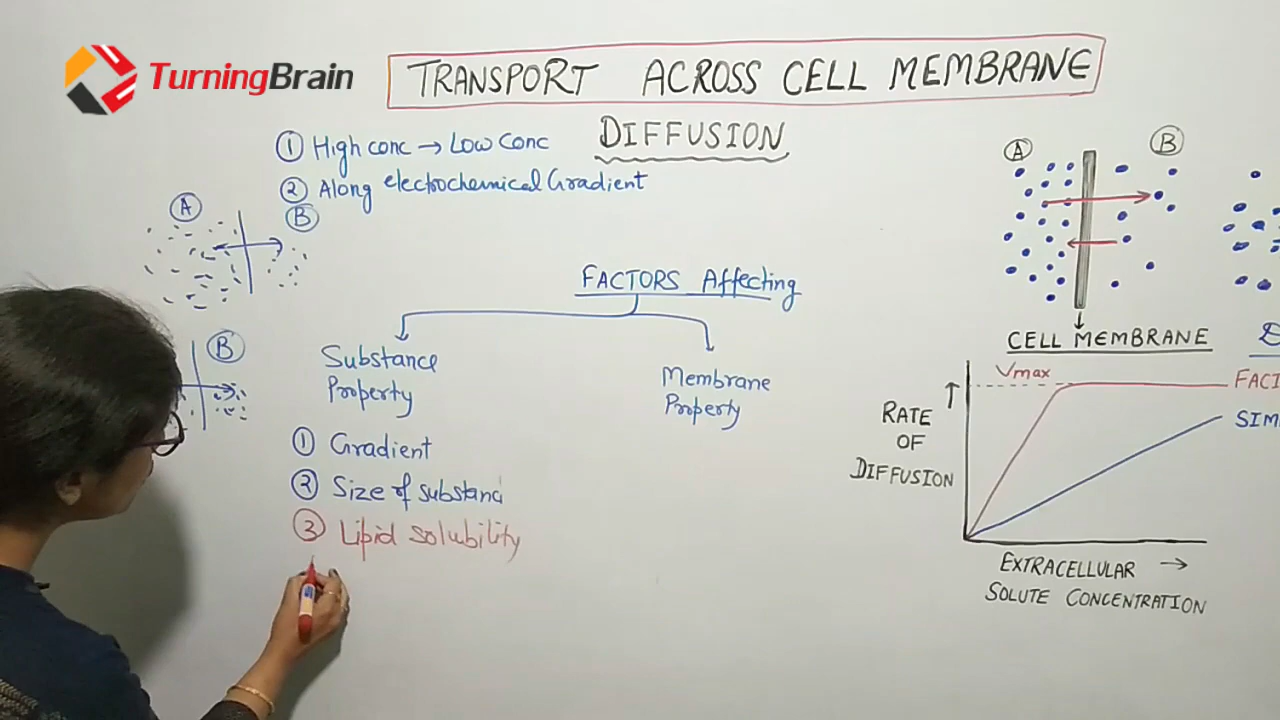 TurningBrain
TRANSPORT ACROSS CELL MEMBRANE
DIFFUSION
① High conc → Low Conc
② Along electrochemical Gradient
A
B
B
FACTORS Affecting
Substance
Property
Membrane
Property
① Gradient
② Size of substanc
③ Lipid solubility
A
B
CELL MEMBRANE
Vmax
RATE
OF
DIFFUSION
FACI
SIM
EXTRACELLULAR →
SOLUTE CONCENTRATION